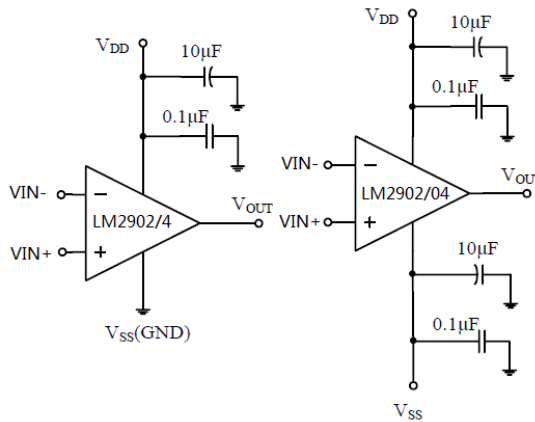 VDD
10μF
0.1μF
VIN-
LM2902/4
VOUT
VIN+
VSS(GND)
VDD
10μF
0.1μF
VIN-
LM2902/04
VOU
VIN+
10μF
0.1μF
VSS